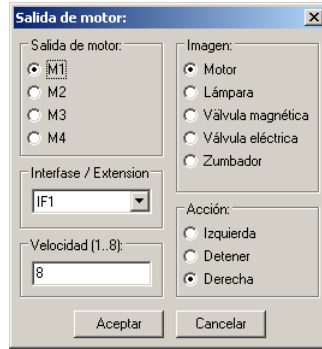 Salida de motor:
Salida de motor:
M1
M2
M3
M4
Interfase / Extension
IF1
Velocidad (1..8):
8
Imagen:
Motor
Lámpara
Välvula magnética
Válvula eléctrica
Zumbador
Acción:
Izquierda
Detener
Derecha
Aceptar
Cancelar